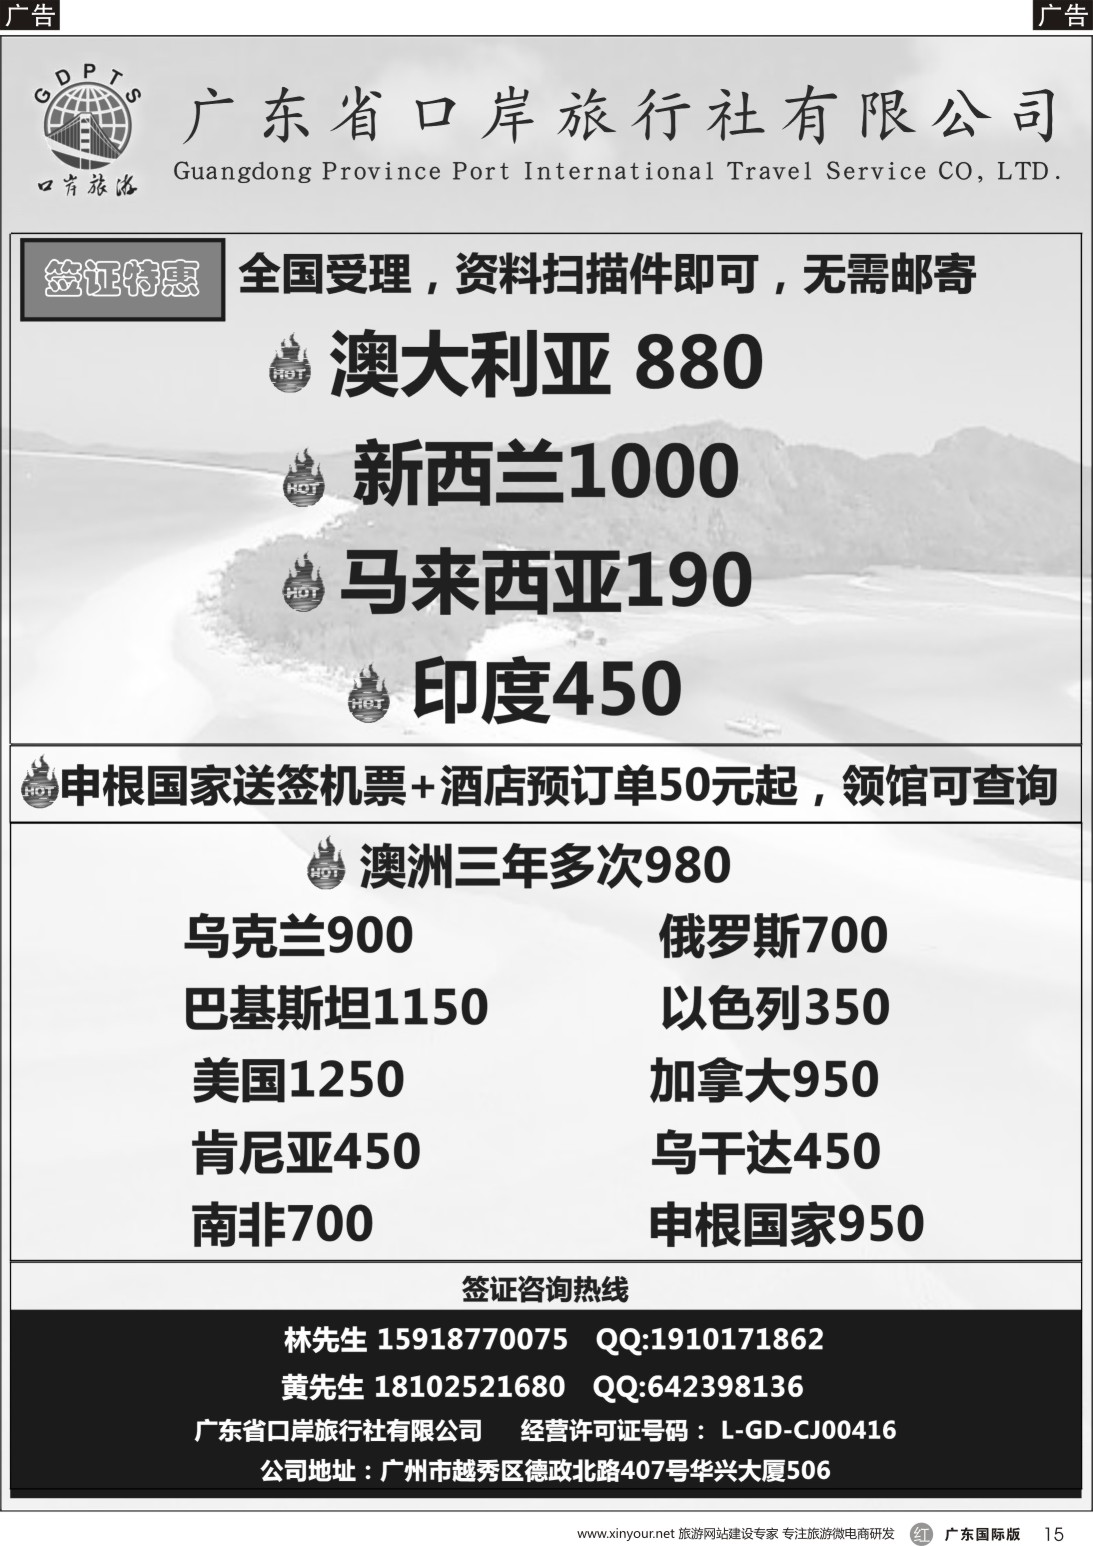 广告
广告
GDPTS
口岸旅游
广东省口岸旅行社有限公司
Guangdong Province Port International Travel Service CO, LTD.
签证特惠
全国受理，资料扫描件即可，无需邮寄
HOT 澳大利亚 880
HOT 新西兰1000
HOT 马来西亚190
HOT 印度450
HOT 申根国家送签机票+酒店预订单50元起，领馆可查询
HOT 澳洲三年多次980
乌克兰900 俄罗斯700
巴基斯坦1150 以色列350
美国1250 加拿大950
肯尼亚450 乌干达450
南非700 申根国家950
签证咨询热线
林先生 15918770075 QQ:1910171862
黄先生 18102521680 QQ:642398136
广东省口岸旅行社有限公司 经营许可证号码： L-GD-CJ00416
公司地址：广州市越秀区德政北路407号华兴大厦506
www.xinyour.net 旅游网站建设专家 专注旅游微电商研发 红 广东国际版 15